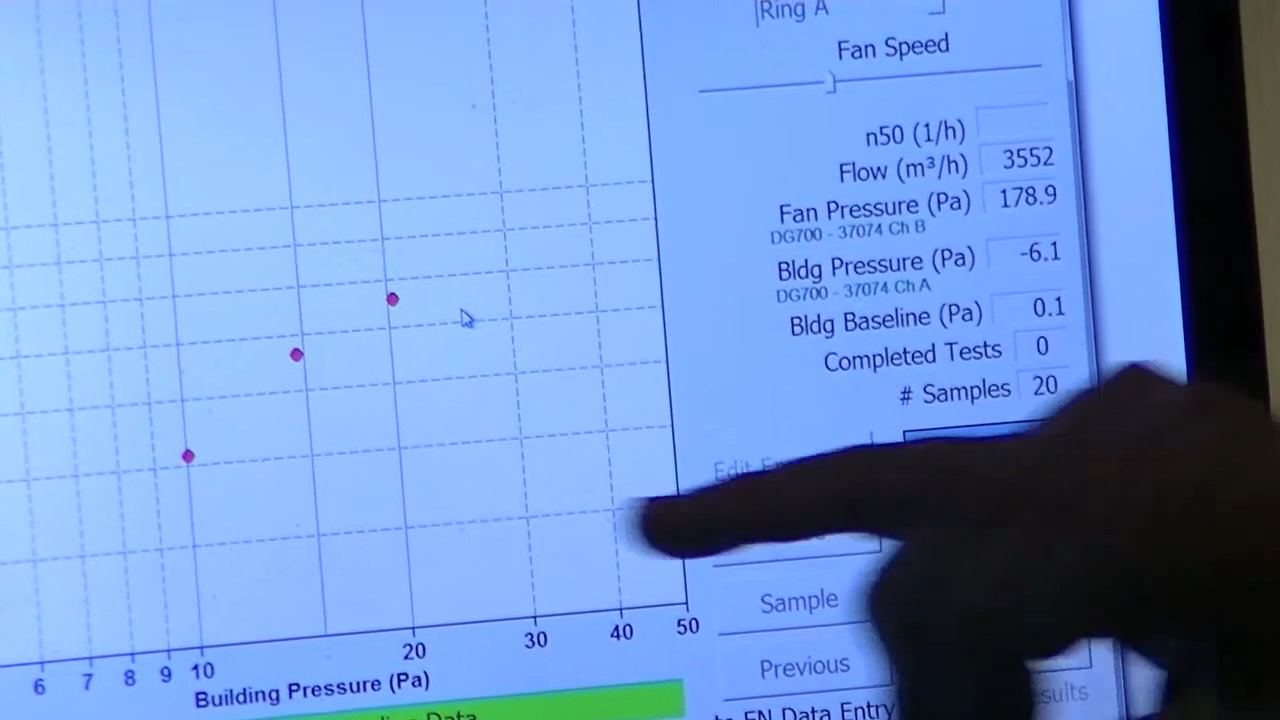 Ring A
Fan Speed
n50 (1/h)
Flow (m³/h) 3552
Fan Pressure (Pa) 178.9
DG700 - 37074 Ch B
Bldg Pressure (Pa) -6.1
DG700 - 37074 Ch A
Bldg Baseline (Pa) 0.1
Completed Tests 0
# Samples 20
Edit
Sample
Previous
EN Data Entry
6 7 8 9 10 20 30 40 50
Building Pressure (Pa)
Data